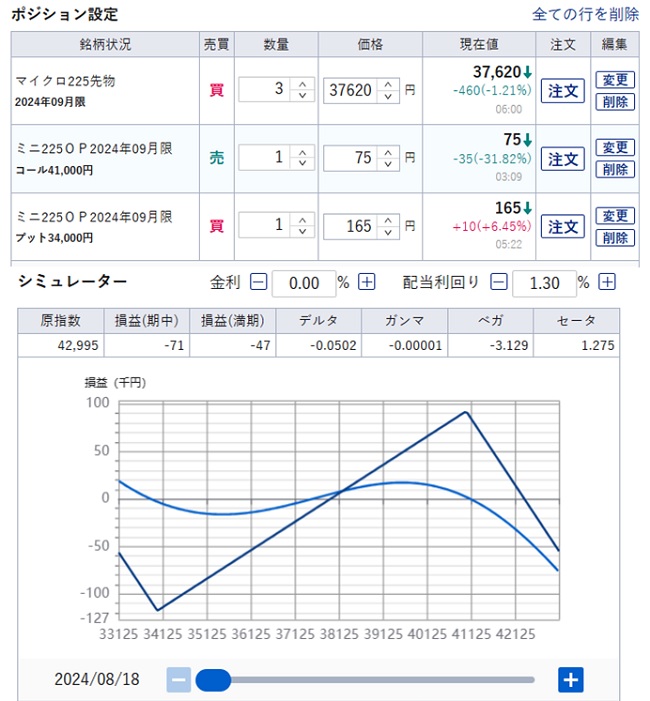 ポジション設定 全ての行を削除
銘柄状況 売買 数量 価格 現在値 注文 編集
マイクロ225先物
2024年09月限
買 3 37620 円
37,620↓
-460(-1.21%)
06:00
注文
変更
削除
ミニ225OP2024年09月限
コール41,000円
売 1 75 円
75↓
-35(-31.82%)
03:09
注文
変更
削除
ミニ225OP2024年09月限
プット34,000円
買 1 165 円
165↓
+10(+6.45%)
05:22
注文
変更
削除
シミュレーター 金利 − 0.00 % + 配当利回り − 1.30 % +
原指数 損益(期中) 損益(満期) デルタ ガンマ ベガ セータ
42,995 -71 -47 -0.0502 -0.00001 -3.129 1.275
損益（千円）
100
50
0
-50
-100
-127
33125 34125 35125 36125 37125 38125 39125 40125 41125 42125
2024/08/18 − +